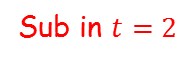 Sub in t = 2